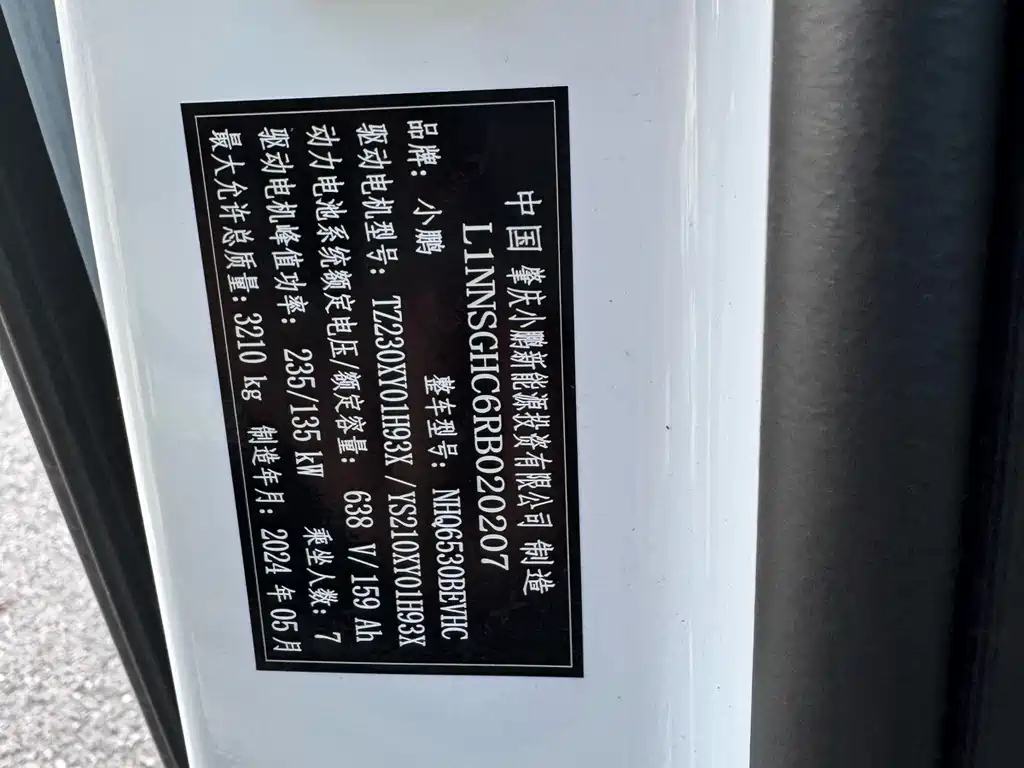 中国 肇庆小鹏新能源投资有限公司 制造
L1NNSGHC6RB020207
品牌：小鹏 整车型号：NHQ6530BEVHC
驱动电机型号：TZ230XY01H93X /YS210XY01H93X
动力电池系统额定电压/额定容量：638 V/159 Ah
驱动电机峰值功率：235/135 kW 乘坐人数：7
最大允许总质量：3210 kg 制造年月：2024 年 05 月